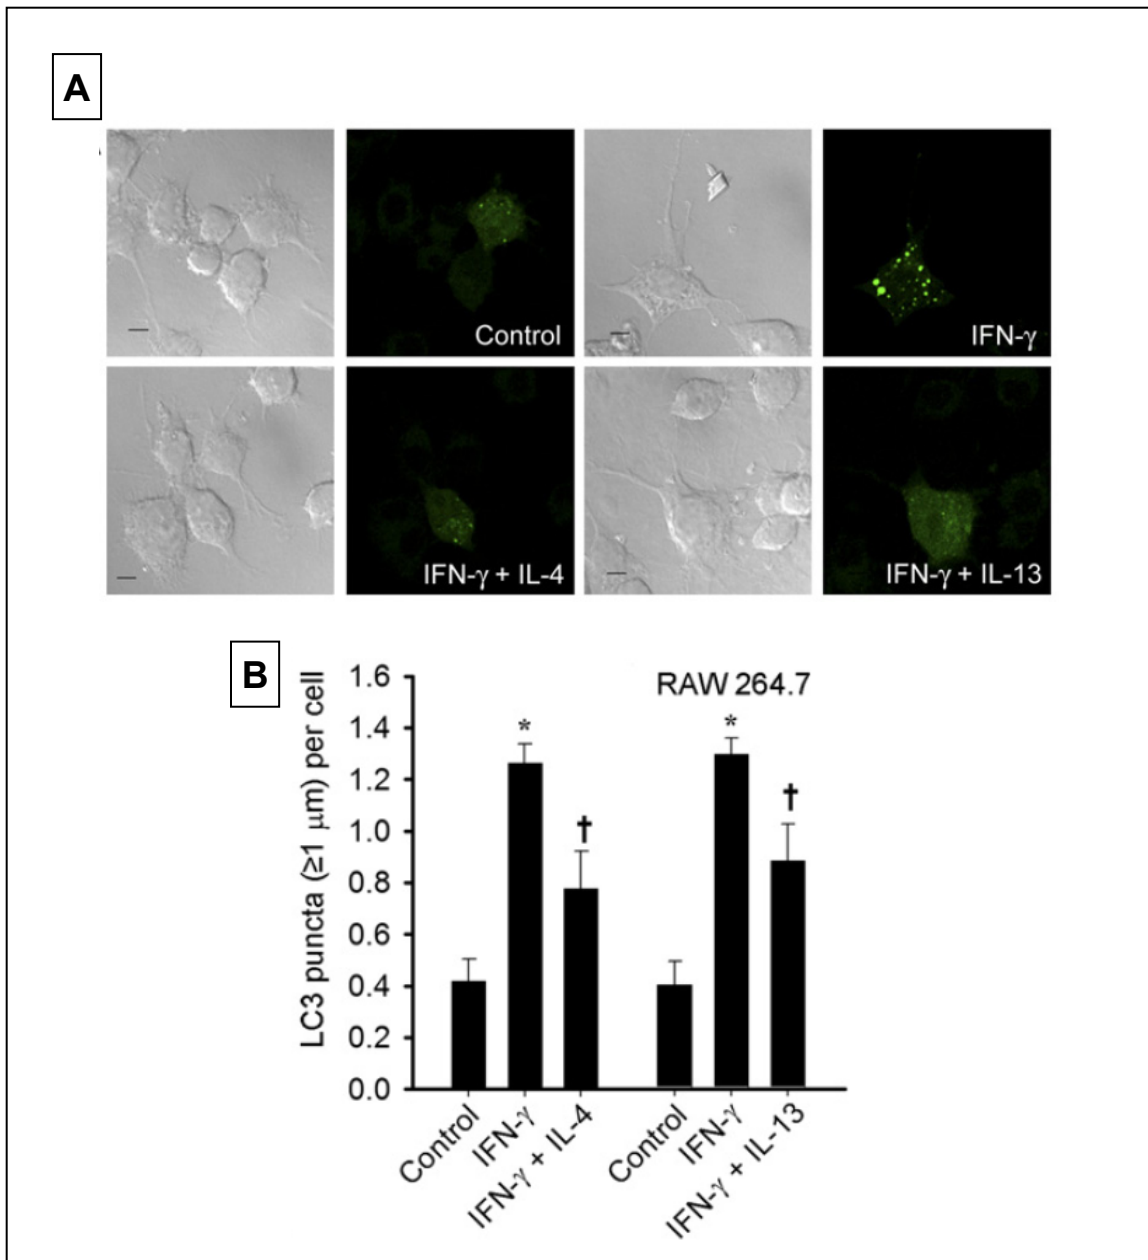 A
Control
IFN-γ
IFN-γ + IL-4
IFN-γ + IL-13
B
LC3 puncta (≥1 μm) per cell
RAW 264.7
1.6
1.4
1.2
1.0
0.8
0.6
0.4
0.2
0.0
*
†
*
†
Control
IFN-γ
IFN-γ + IL-4
Control
IFN-γ
IFN-γ + IL-13